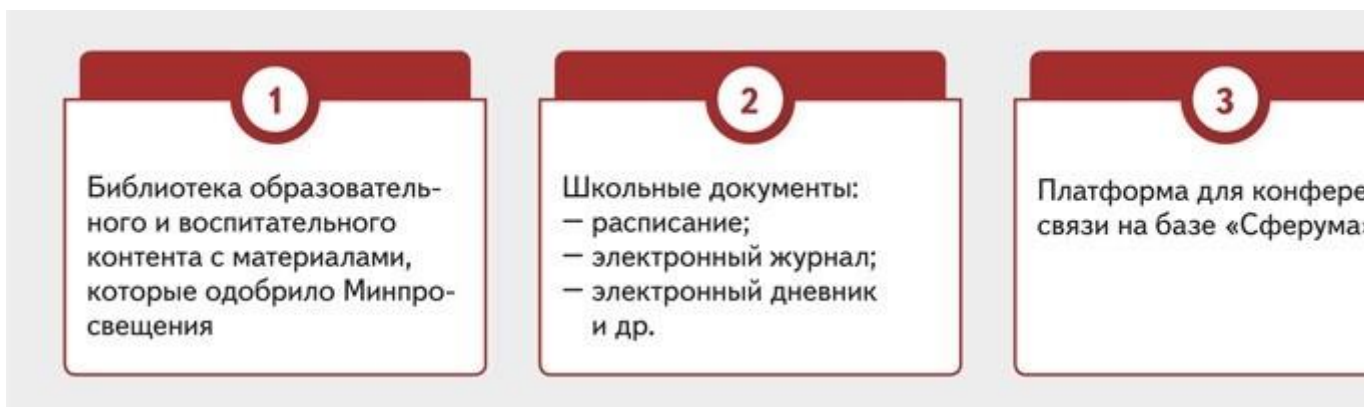 1
Библиотека образователь-
ного и воспитательного
контента с материалами,
которые одобрило Минпро-
свещения
2
Школьные документы:
— расписание;
— электронный журнал;
— электронный дневник
и др.
3
Платформа для
связи на базе «Сферума»